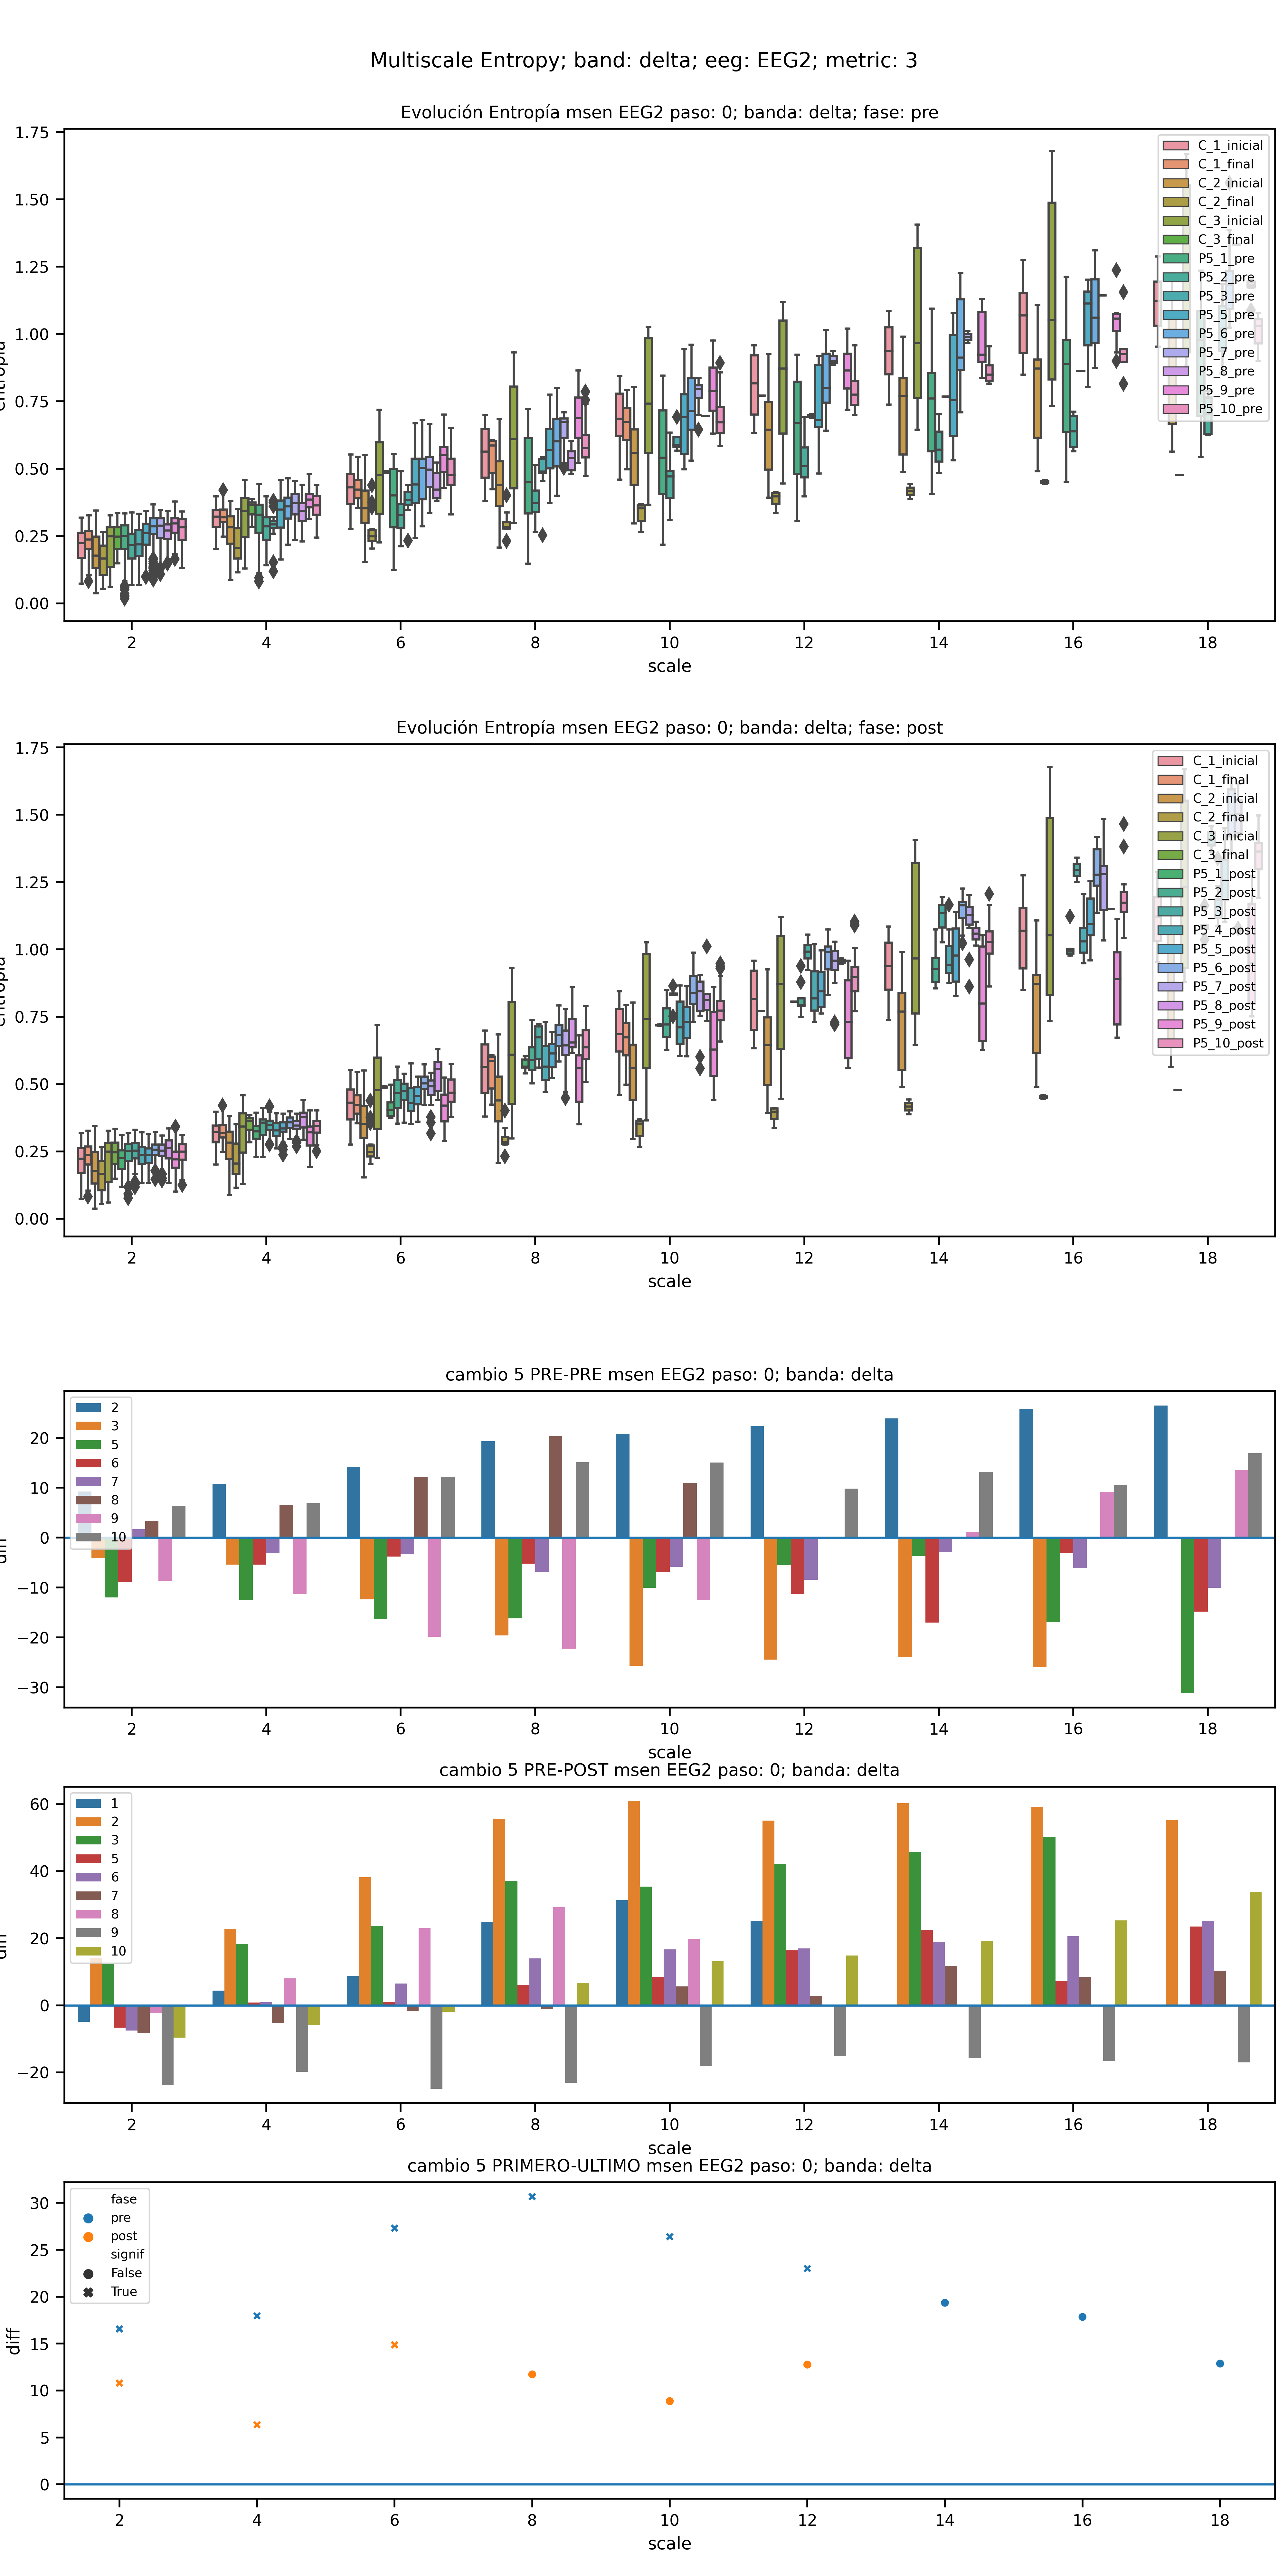 Multiscale Entropy; band: delta; eeg: EEG2; metric: 3
Evolución Entropía msen EEG2 paso: 0; banda: delta; fase: pre
1.75
1.50
1.25
1.00
0.75
0.50
0.25
0.00
C_1_inicial
C_1_final
C_2_inicial
C_2_final
C_3_inicial
C_3_final
P5_1_pre
P5_2_pre
P5_3_pre
P5_5_pre
P5_6_pre
P5_7_pre
P5_8_pre
P5_9_pre
P5_10_pre
2 4 6 8 10 12 14 16 18
scale
Evolución Entropía msen EEG2 paso: 0; banda: delta; fase: post
1.75
1.50
1.25
1.00
0.75
0.50
0.25
0.00
C_1_inicial
C_1_final
C_2_inicial
C_2_final
C_3_inicial
C_3_final
P5_1_post
P5_2_post
P5_3_post
P5_4_post
P5_5_post
P5_6_post
P5_7_post
P5_8_post
P5_9_post
P5_10_post
2 4 6 8 10 12 14 16 18
scale
cambio 5 PRE-PRE msen EEG2 paso: 0; banda: delta
20
10
0
−10
−20
−30
2
3
5
6
7
8
9
10
2 4 6 8 10 12 14 16 18
scale
cambio 5 PRE-POST msen EEG2 paso: 0; banda: delta
60
40
20
0
−20
1
2
3
5
6
7
8
9
10
2 4 6 8 10 12 14 16 18
scale
cambio 5 PRIMERO-ULTIMO msen EEG2 paso: 0; banda: delta
diff
30
25
20
15
10
5
0
fase
pre
post
signif
False
True
2 4 6 8 10 12 14 16 18
scale